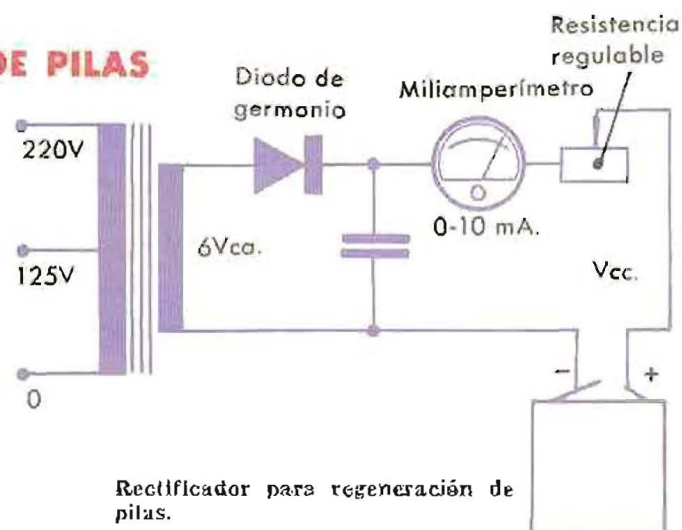 DE PILAS
Resistencia
regulable
Diodo de
germanio
Miliamperímetro
220V
125V
0
6Vca.
0-10 mA.
Vcc.
-
+
Rectificador para regeneración de
pilas.